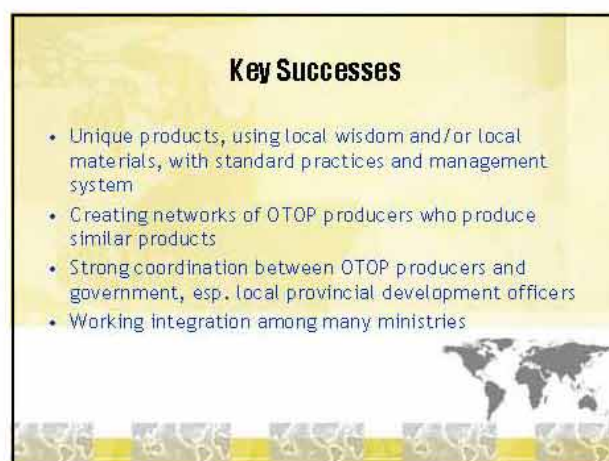 Key Successes
• Unique products, using local wisdom and/or local
materials, with standard practices and management
system
• Creating networks of OTOP producers who produce
similar products
• Strong coordination between OTOP producers and
government, esp. local provincial development officers
• Working integration among many ministries